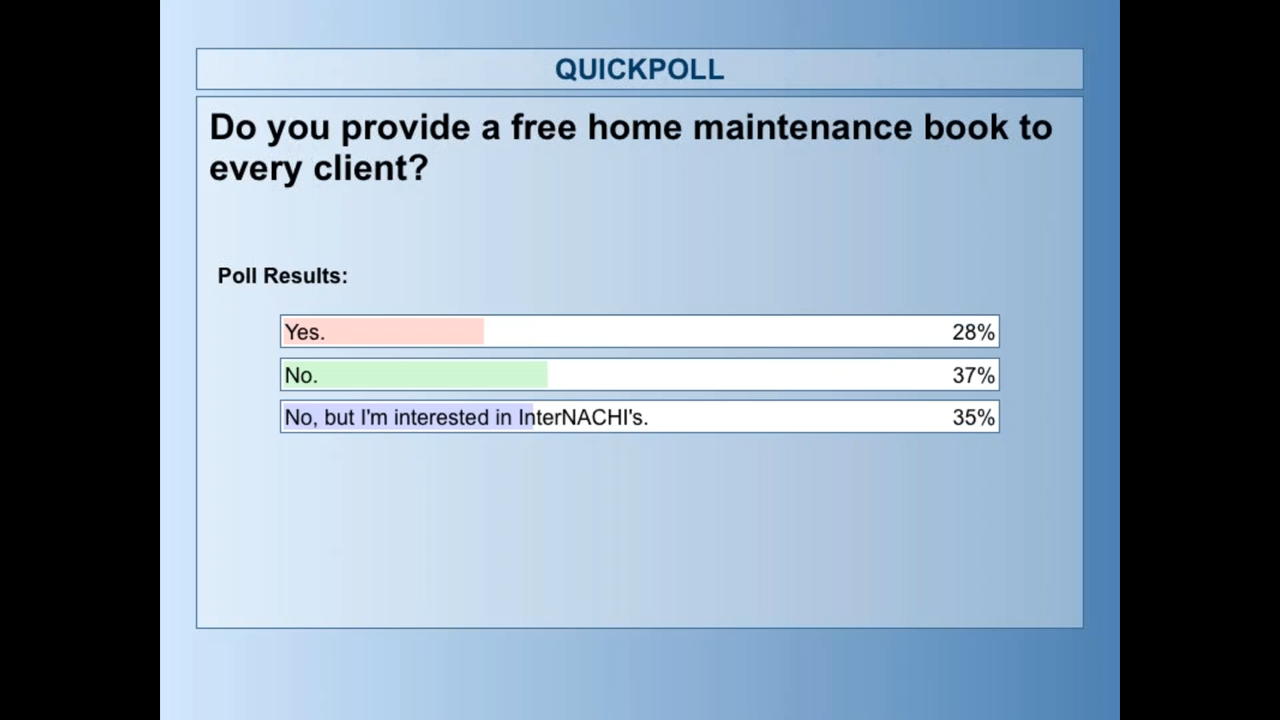 QUICKPOLL
Do you provide a free home maintenance book to
every client?
Poll Results:
Yes. 28%
No. 37%
No, but I'm interested in InterNACHI's. 35%